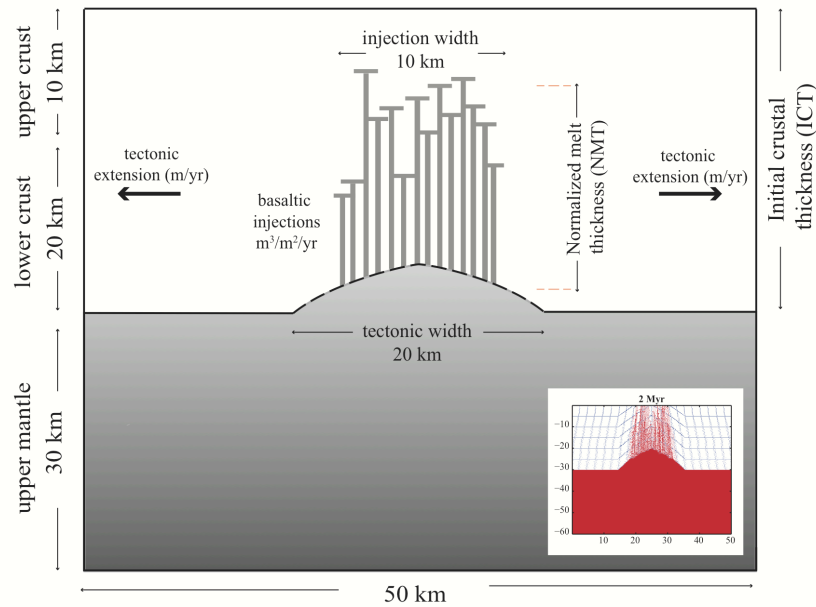 upper crust
10 km
lower crust
20 km
upper mantle
30 km
injection width
10 km
tectonic
extension (m/yr)
basaltic
injections
m³/m²/yr
Normalized melt
thickness (NMT)
tectonic
extension (m/yr)
Initial crustal
thickness (ICT)
tectonic width
20 km
2 Myr
−10
−20
−30
−40
−50
−60
10 20 30 40 50
50 km